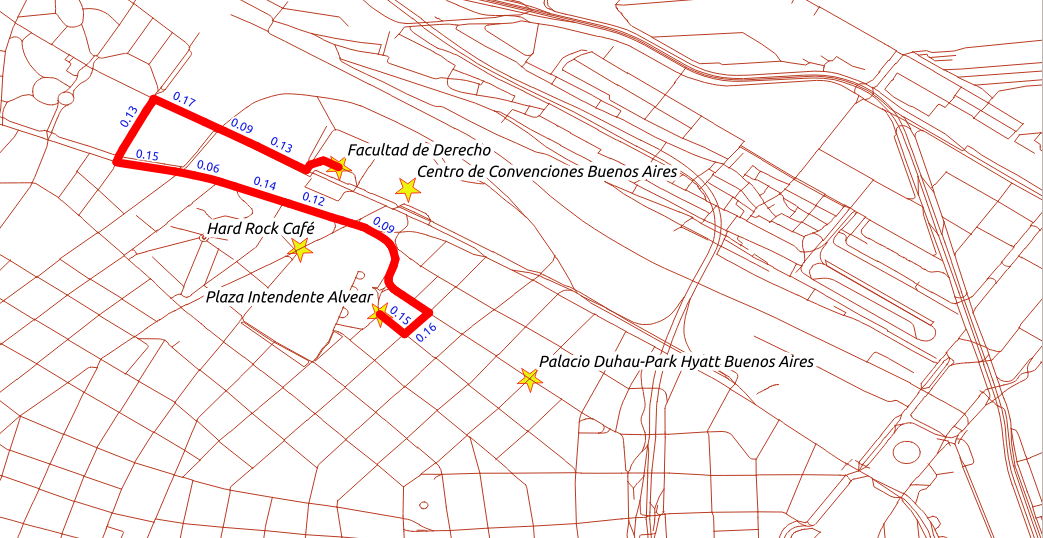 0.17
0.13
0.09
0.13
Facultad de Derecho
0.15
0.06
Centro de Convenciones Buenos Aires
0.14
0.12
0.09
Hard Rock Café
Plaza Intendente Alvear
0.15
0.16
Palacio Duhau-Park Hyatt Buenos Aires